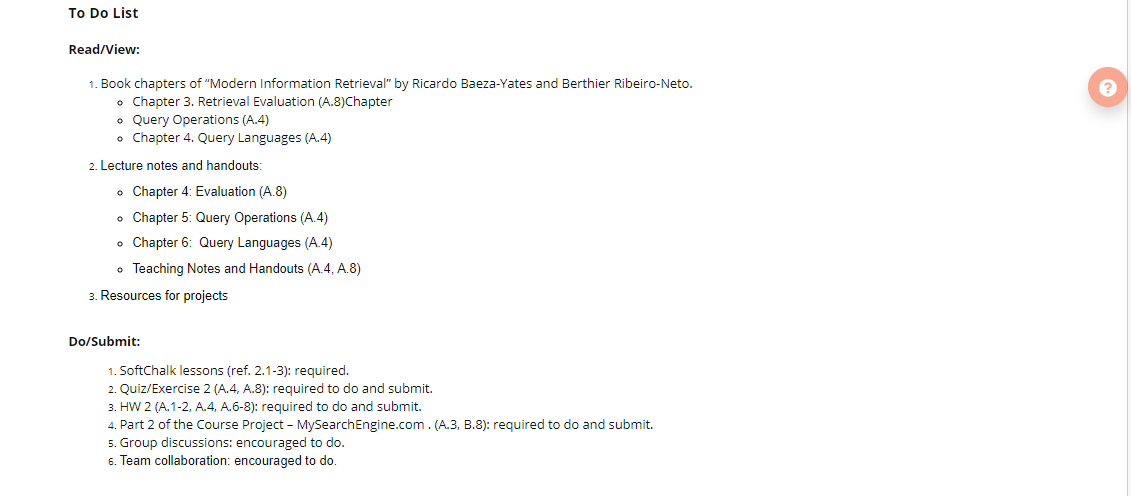 To Do List
Read/View:
1. Book chapters of “Modern Information Retrieval” by Ricardo Baeza-Yates and Berthier Ribeiro-Neto.
o Chapter 3. Retrieval Evaluation (A.8)Chapter
o Query Operations (A.4)
o Chapter 4. Query Languages (A.4)
2. Lecture notes and handouts:
o Chapter 4: Evaluation (A.8)
o Chapter 5: Query Operations (A.4)
o Chapter 6:  Query Languages (A.4)
o Teaching Notes and Handouts (A.4, A.8)
3. Resources for projects
Do/Submit:
1. SoftChalk lessons (ref. 2.1-3): required.
2. Quiz/Exercise 2 (A.4, A.8): required to do and submit.
3. HW 2 (A.1-2, A.4, A.6-8): required to do and submit.
4. Part 2 of the Course Project – MySearchEngine.com . (A.3, B.8): required to do and submit.
5. Group discussions: encouraged to do.
6. Team collaboration: encouraged to do.
?